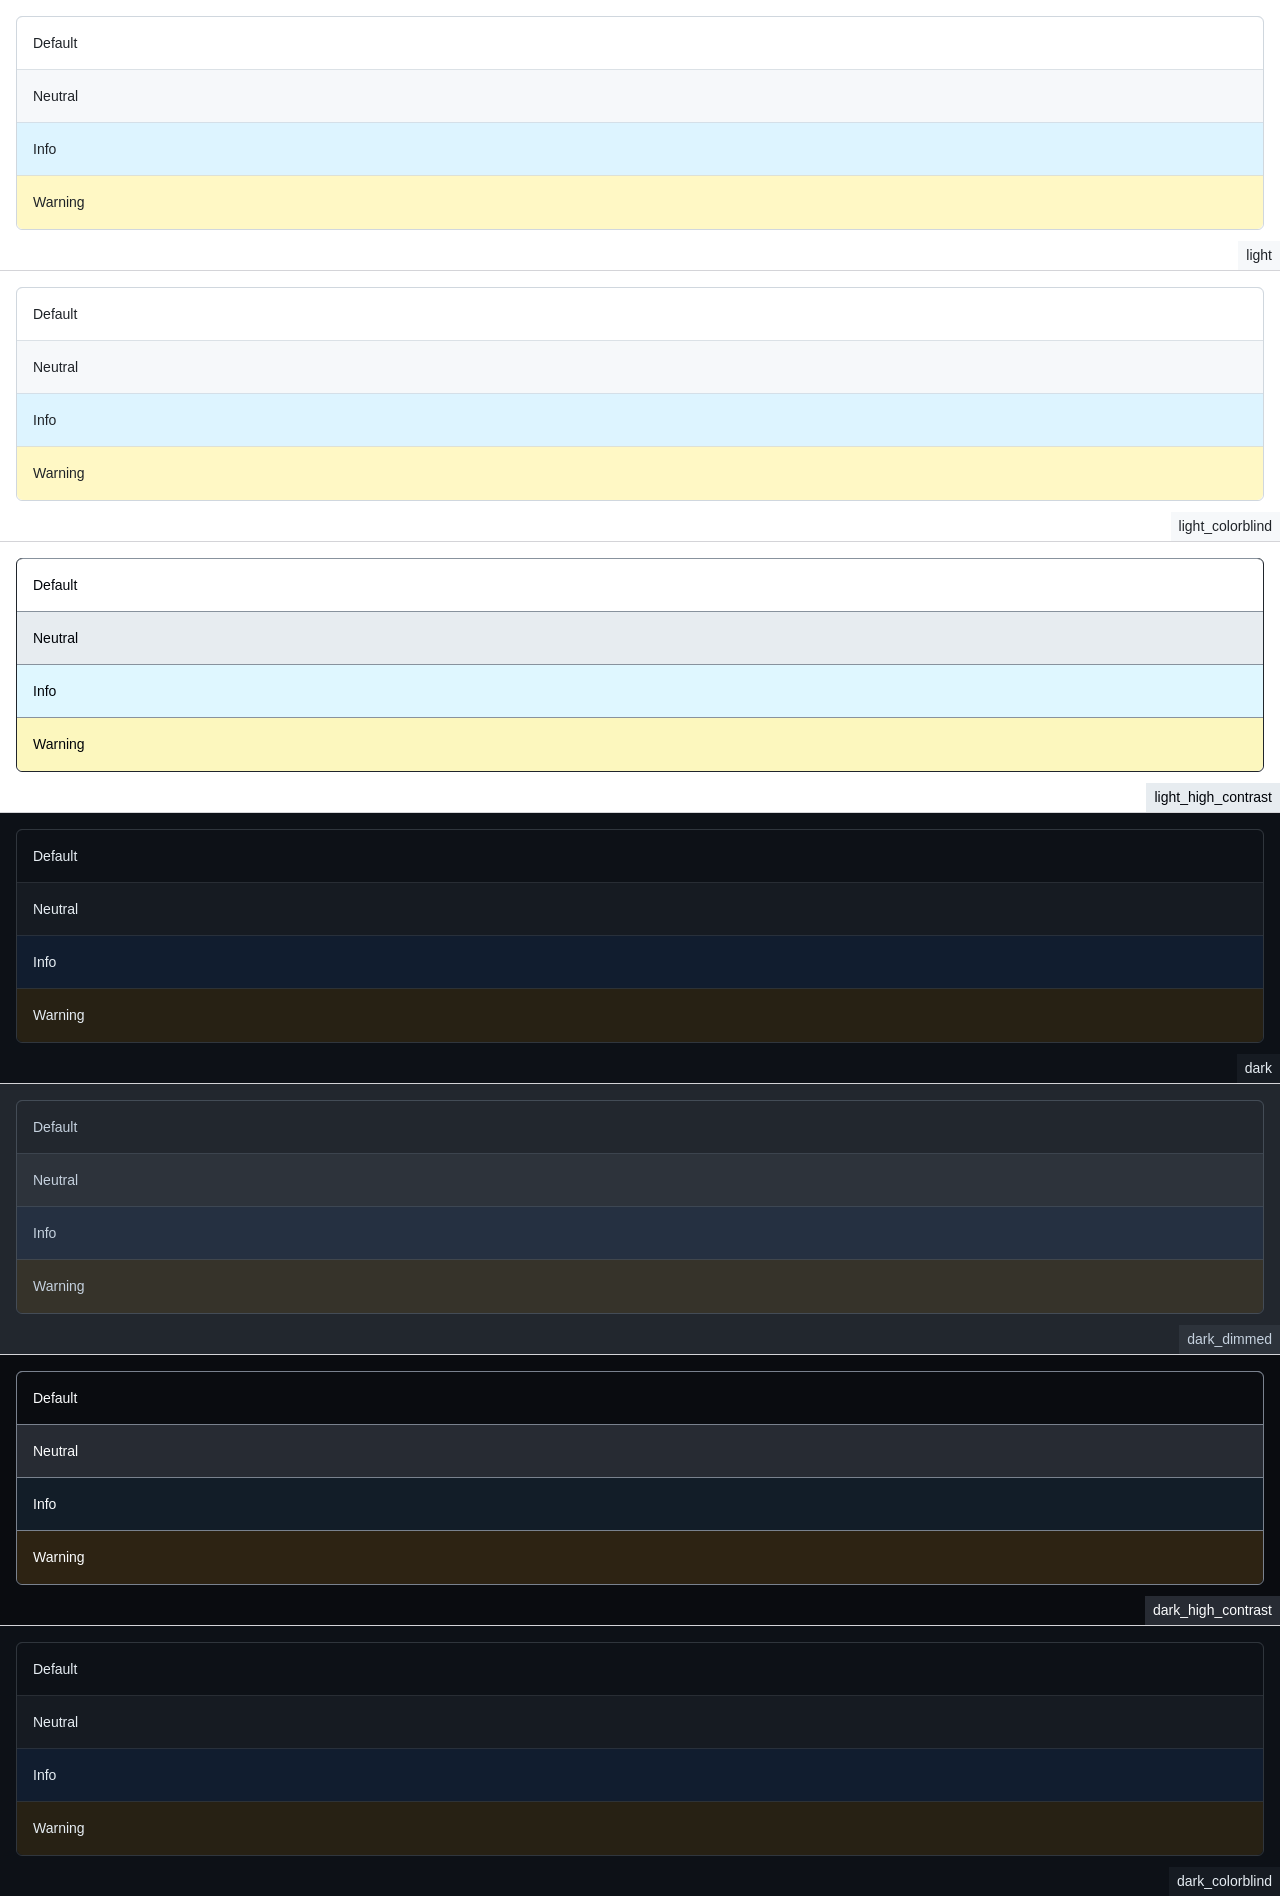 Default
Neutral
Info
Warning
light
Default
Neutral
Info
Warning
light_colorblind
Default
Neutral
Info
Warning
light_high_contrast
Default
Neutral
Info
Warning
dark
Default
Neutral
Info
Warning
dark_dimmed
Default
Neutral
Info
Warning
dark_high_contrast
Default
Neutral
Info
Warning
dark_colorblind